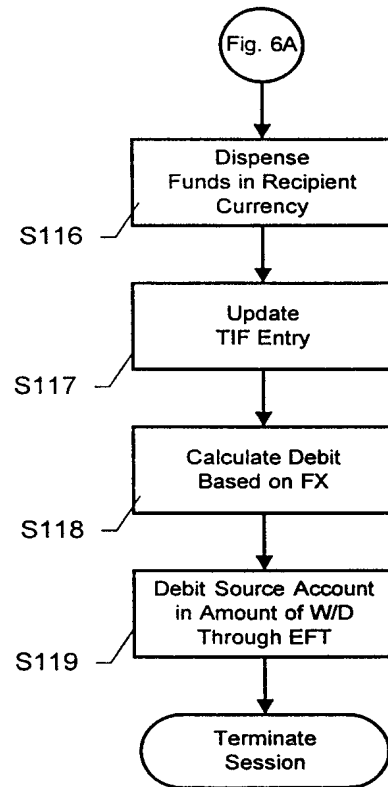 Fig. 6A
Dispense
Funds in Recipient
Currency
S116
Update
TIF Entry
S117
Calculate Debit
Based on FX
S118
Debit Source Account
in Amount of W/D
Through EFT
S119
Terminate
Session